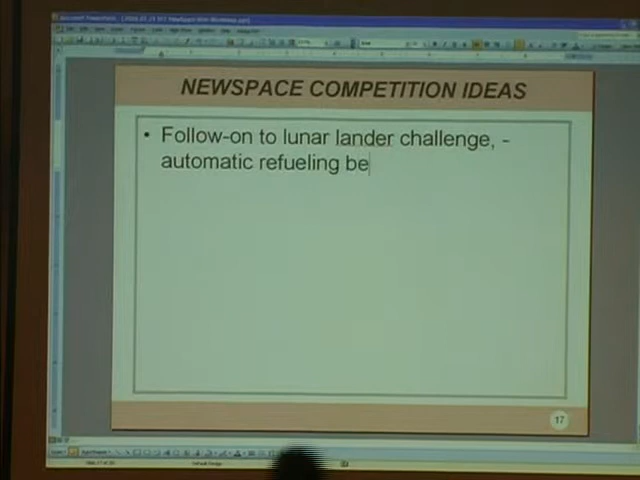 NEWSPACE COMPETITION IDEAS
• Follow-on to lunar lander challenge, -
automatic refueling be
17